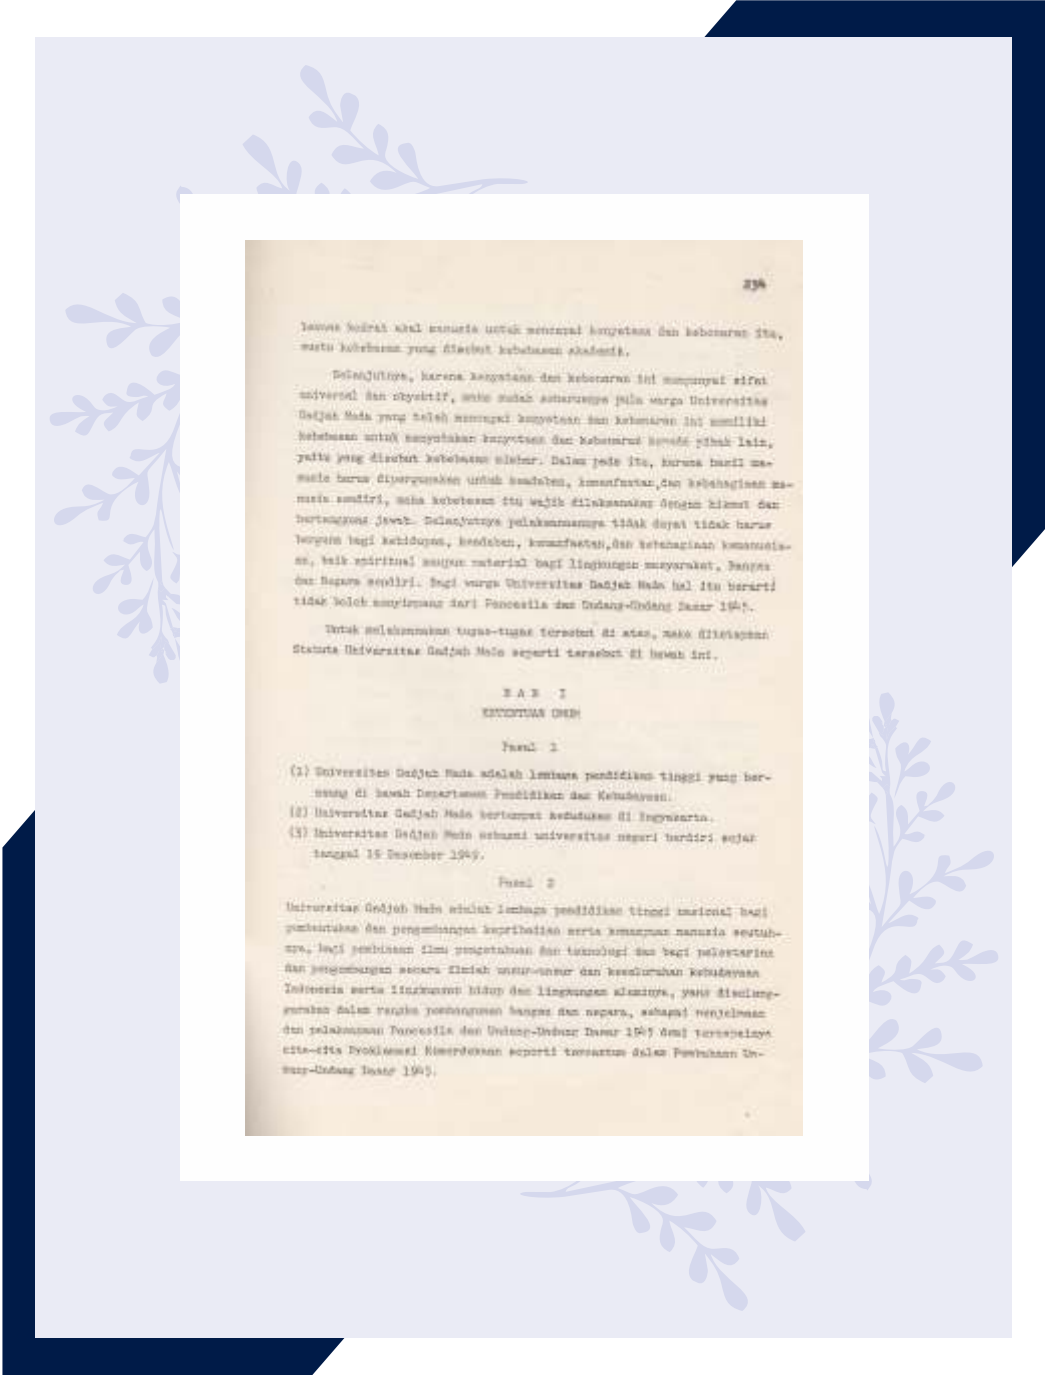 234
karena kodrat akal manusia untuk mencapai kenyataan dan kebenaran itu,
suatu kebebasan yang disebut kebebasan akademik.
Selanjutnya, karena kenyataan dan kebenaran ini mempunyai sifat
universal dan obyektif, maka sudah seharusnya pula warga Universitas
Gadjah Mada yang telah mencapai kenyataan dan kebenaran ini memiliki
kebebasan untuk menyatakan kenyataan dan kebenaran kepada pihak lain,
yaitu yang disebut kebebasan mimbar. Dalam pada itu, karena hasil ma-
nusia harus dipergunakan untuk keadaban, kemanfaatan,dan kebahagiaan ma-
nusia sendiri, maka kebebasan itu wajib dilaksanakan dengan hikmat dan
bertanggung jawab. Selanjutnya pelaksanaannya tidak dapat tidak harus
berguna bagi kehidupan, keadaban, kemanfaatan,dan kebahagiaan kemanusia-
an, baik spiritual maupun material bagi lingkungan masyarakat, Bangsa
dan Negara sendiri. Bagi warga Universitas Gadjah Mada hal itu berarti
tidak boleh menyimpang dari Pancasila dan Undang-Undang Dasar 1945.
Untuk melaksanakan tugas-tugas tersebut di atas, maka ditetapkan
Statuta Universitas Gadjah Mada seperti tersebut di bawah ini.
B A B I
KETENTUAN UMUM
Pasal 1
(1) Universitas Gadjah Mada adalah lembaga pendidikan tinggi yang ber-
naung di bawah Departemen Pendidikan dan Kebudayaan.
(2) Universitas Gadjah Mada bertempat kedudukan di Yogyakarta.
(3) Universitas Gadjah Mada sebagai universitas negeri berdiri sejak
tanggal 19 Desember 1949.
Pasal 2
Universitas Gadjah Mada adalah lembaga pendidikan tinggi nasional bagi
pembentukan dan pengembangan kepribadian serta kemampuan manusia seutuh-
nya, bagi pembinaan ilmu pengetahuan dan teknologi dan bagi pelestarian
dan pengembangan secara ilmiah unsur-unsur dan keseluruhan kebudayaan
Indonesia serta lingkungan hidup dan lingkungan alaminya, yang diseleng-
garakan dalam rangka pembangunan bangsa dan negara, sebagai penjelmaan
dan pelaksanaan Pancasila dan Undang-Undang Dasar 1945 demi tercapainya
cita-cita Proklamasi Kemerdekaan seperti tercantum dalam Pembukaan Un-
dang-Undang Dasar 1945.